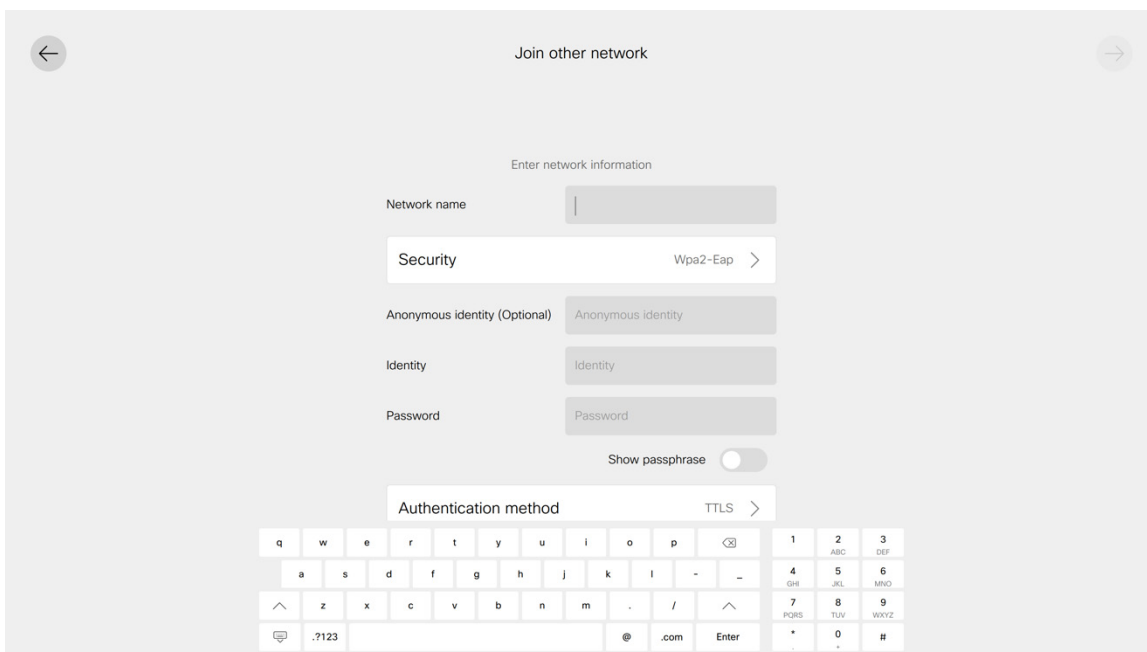 Join other network
Enter network information
Network name
Security Wpa2-Eap
Anonymous identity (Optional) Anonymous identity
Identity Identity
Password Password
Show passphrase
Authentication method TTLS
q w e r t y u i o p 1 2 3
ABC DEF
a s d f g h j k l - _ 4 5 6
GHI JKL MNO
z x c v b n m . / 7 8 9
PQRS TUV WXYZ
.?123 @ .com Enter * 0 #
. +